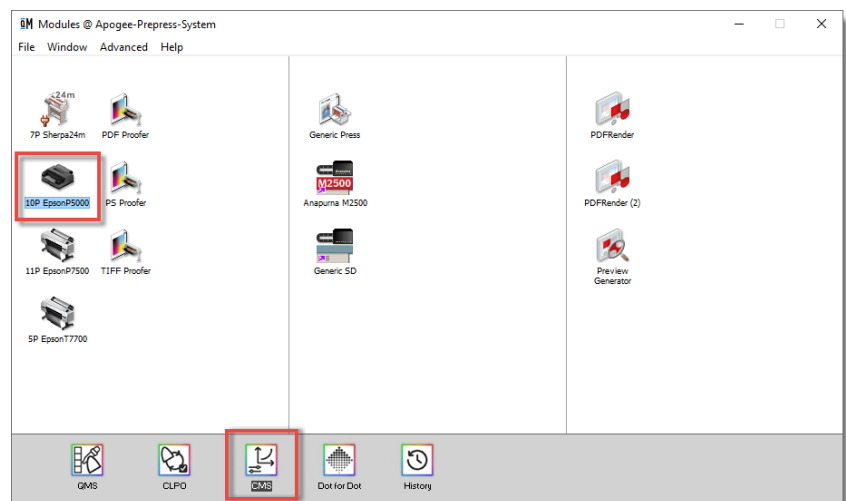 Modules @ Apogee-Prepress-System
File Window Advanced Help
24m
7P Sherpa24m PDF Proofer Generic Press PDFRender
M2500
10P EpsonP5000 PS Proofer Anapurna M2500 PDFRender (2)
11P EpsonP7500 TIFF Proofer Generic SD Preview
Generator
5P EpsonT7700
QMS CLPO CMS Dot for Dot History